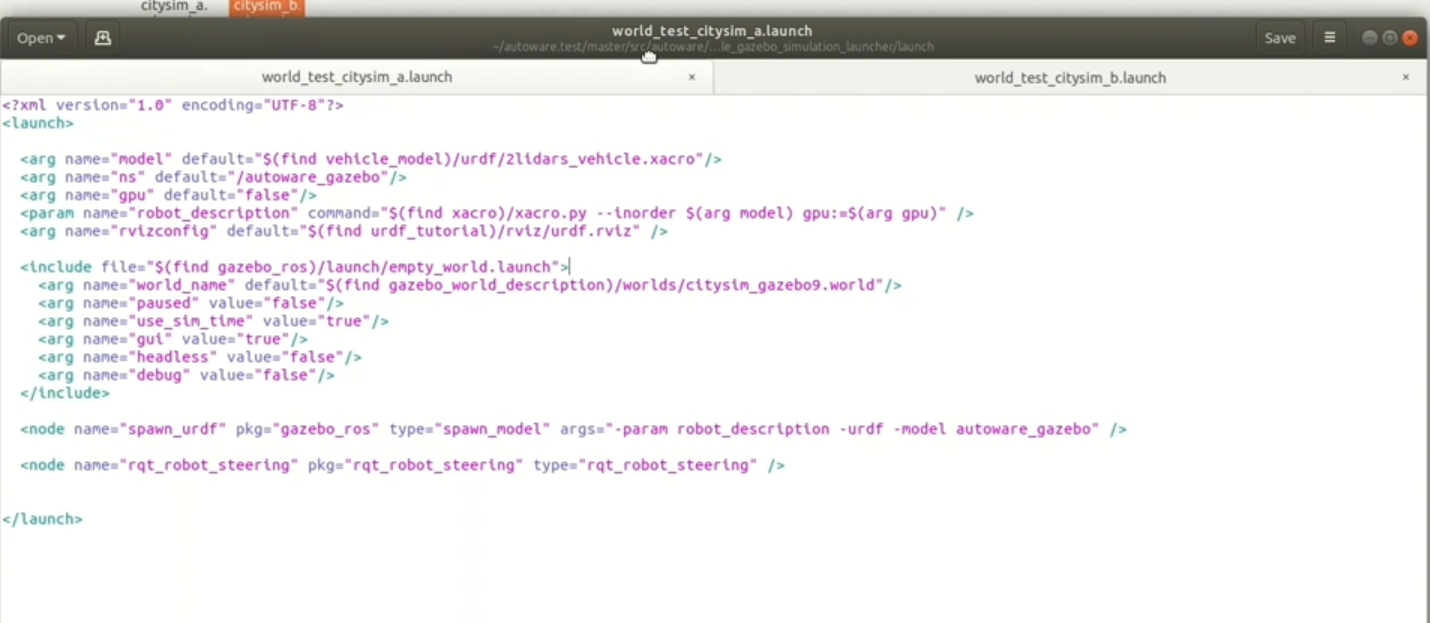 citysim_a.
citysim_b.
Open
world_test_citysim_a.launch
~/autoware.test/master/src/autoware/...le_gazebo_simulation_launcher/launch
Save
world_test_citysim_a.launch ×
world_test_citysim_b.launch ×
<?xml version="1.0" encoding="UTF-8"?>
<launch>
  <arg name="model" default="$(find vehicle_model)/urdf/2lidars_vehicle.xacro"/>
  <arg name="ns" default="/autoware_gazebo"/>
  <arg name="gpu" default="false"/>
  <param name="robot_description" command="$(find xacro)/xacro.py --inorder $(arg model) gpu:=$(arg gpu)" />
  <arg name="rvizconfig" default="$(find urdf_tutorial)/rviz/urdf.rviz" />
  <include file="$(find gazebo_ros)/launch/empty_world.launch">
    <arg name="world_name" default="$(find gazebo_world_description)/worlds/citysim_gazebo9.world"/>
    <arg name="paused" value="false"/>
    <arg name="use_sim_time" value="true"/>
    <arg name="gui" value="true"/>
    <arg name="headless" value="false"/>
    <arg name="debug" value="false"/>
  </include>
  <node name="spawn_urdf" pkg="gazebo_ros" type="spawn_model" args="-param robot_description -urdf -model autoware_gazebo" />
  <node name="rqt_robot_steering" pkg="rqt_robot_steering" type="rqt_robot_steering" />
</launch>